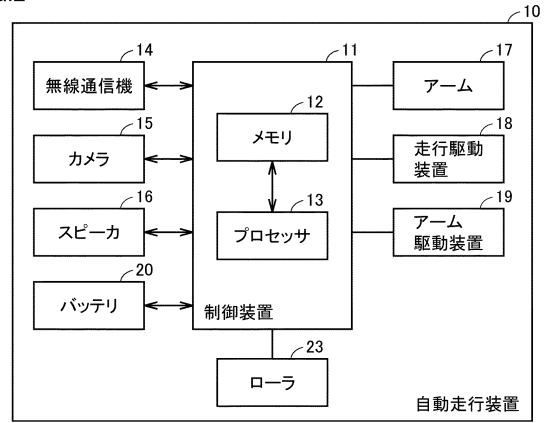 10
14
無線通信機
15
カメラ
16
スピーカ
20
バッテリ
11
12
メモリ
13
プロセッサ
制御装置
17
アーム
18
走行駆動
装置
19
アーム
駆動装置
23
ローラ
自動走行装置